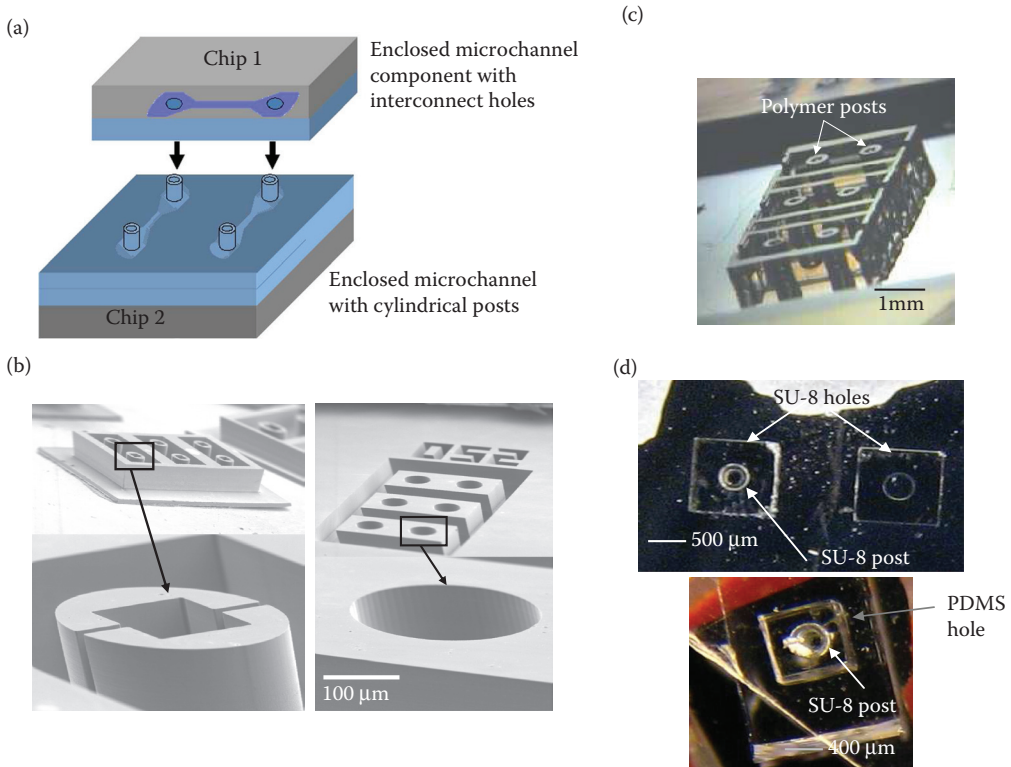 (a)
Chip 1
Enclosed microchannel
component with
interconnect holes
Enclosed microchannel
with cylindrical posts
Chip 2
(b)
250
100 μm
(c)
Polymer posts
1mm
(d)
SU-8 holes
500 μm
SU-8 post
PDMS
hole
SU-8 post
400 μm